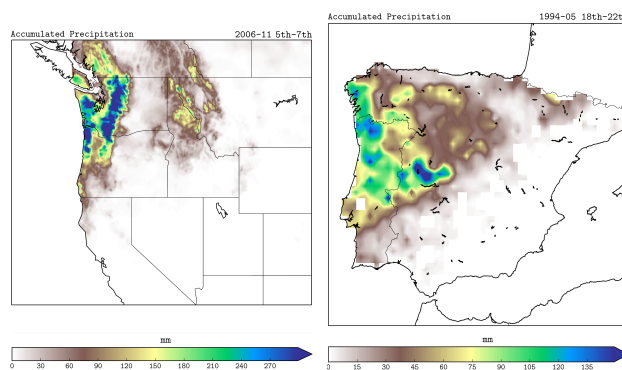 Accumulated Precipitation 2006-11 5th-7th
mm
0 30 60 90 120 150 180 210 240 270
Accumulated Precipitation 1994-05 18th-22t
mm
0 15 30 45 60 75 90 105 120 135